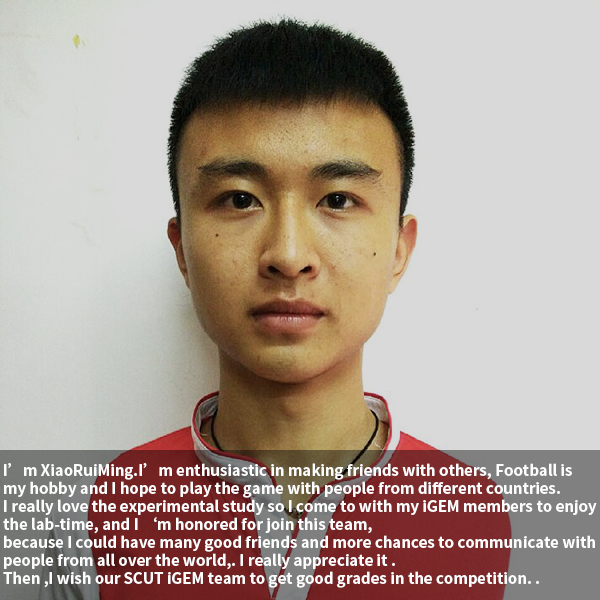 I’m XiaoRuiMing.I’m enthusiastic in making friends with others, Football is
my hobby and I hope to play the game with people from different countries.
I really love the experimental study so I come to with my iGEM members to enjoy
the lab-time, and I ‘m honored for join this team,
because I could have many good friends and more chances to communicate with
people from all over the world,. I really appreciate it .
Then ,I wish our SCUT iGEM team to get good grades in the competition. .